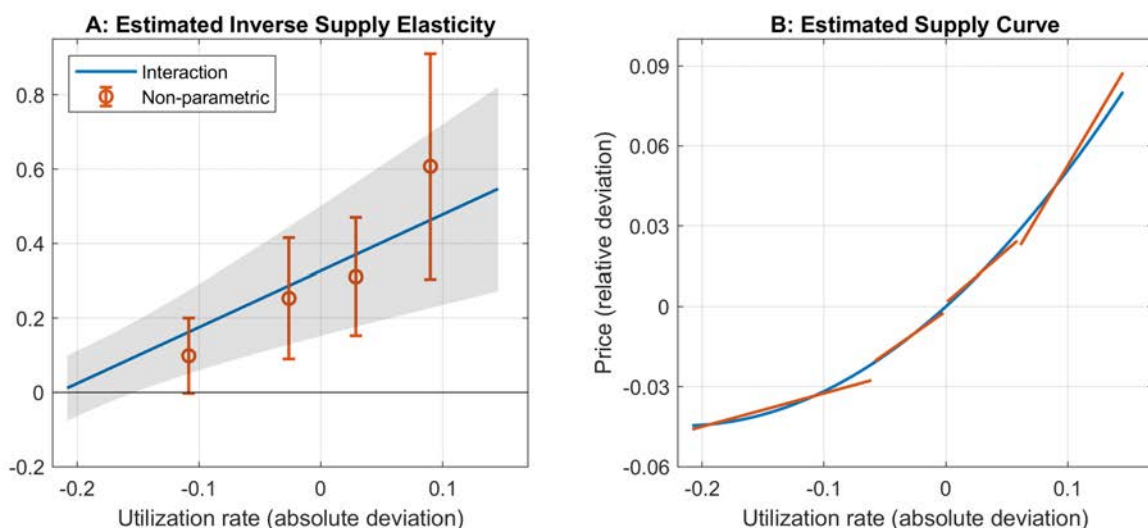 A: Estimated Inverse Supply Elasticity
Interaction
Non-parametric
0.8
0.6
0.4
0.2
0
-0.2
-0.2 -0.1 0 0.1
Utilization rate (absolute deviation)
B: Estimated Supply Curve
Price (relative deviation)
0.09
0.06
0.03
0
-0.03
-0.06
-0.2 -0.1 0 0.1
Utilization rate (absolute deviation)